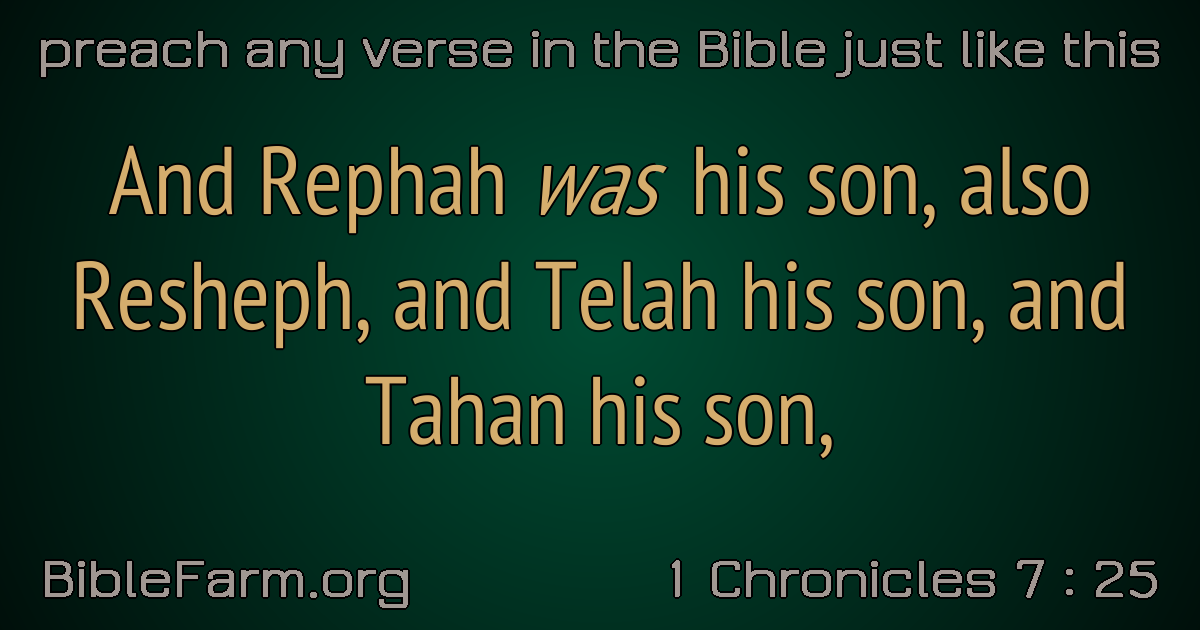 preach any verse in the Bible just like this
And Rephah was his son, also
Resheph, and Telah his son, and
Tahan his son,
BibleFarm.org
1 Chronicles 7 : 25